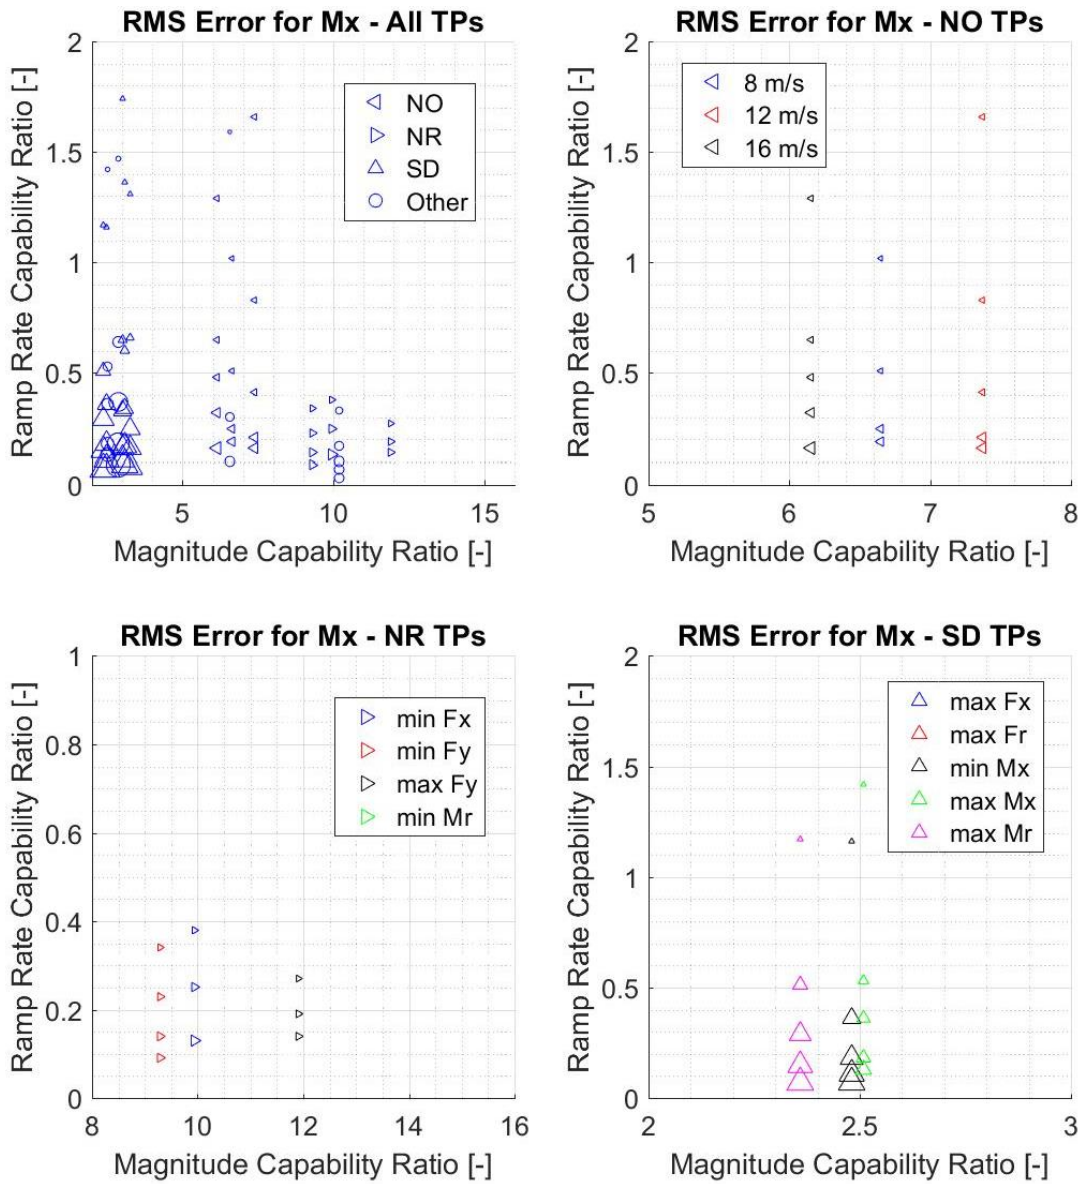 RMS Error for Mx - All TPs
2
1.5
1
0.5
0
5
10
15
Ramp Rate Capability Ratio [-]
Magnitude Capability Ratio [-]
NO
NR
SD
Other
RMS Error for Mx - NO TPs
2
1.5
1
0.5
0
5
6
7
8
Ramp Rate Capability Ratio [-]
Magnitude Capability Ratio [-]
8 m/s
12 m/s
16 m/s
RMS Error for Mx - NR TPs
1
0.8
0.6
0.4
0.2
0
8
10
12
14
16
Ramp Rate Capability Ratio [-]
Magnitude Capability Ratio [-]
min Fx
min Fy
max Fy
min Mr
RMS Error for Mx - SD TPs
2
1.5
1
0.5
0
2
2.5
3
Ramp Rate Capability Ratio [-]
Magnitude Capability Ratio [-]
max Fx
max Fr
min Mx
max Mx
max Mr